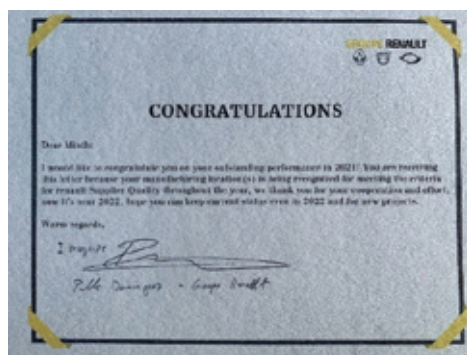 GROUPE RENAULT
CONGRATULATIONS
Dear
I would like to congratulate you on your outstanding performance in 2021! You are receiving
this letter because your manufacturing location(s) is being recognized for meeting the criteria
for renault Supplier Quality throughout the year, we thank you for your cooperation and effort,
now it's year 2022, hope you can keep current status even in 2022 and for new projects.
Warm regards,